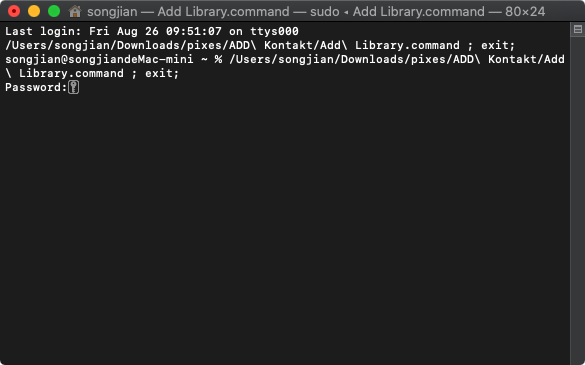 songjian — Add Library.command — sudo ◂ Add Library.command — 80×24
Last login: Fri Aug 26 09:51:07 on ttys000
/Users/songjian/Downloads/pixes/ADD\ Kontakt/Add\ Library.command ; exit;
songjian@songjiandeMac-mini ~ % /Users/songjian/Downloads/pixes/ADD\ Kontakt/Add
\ Library.command ; exit;
Password: